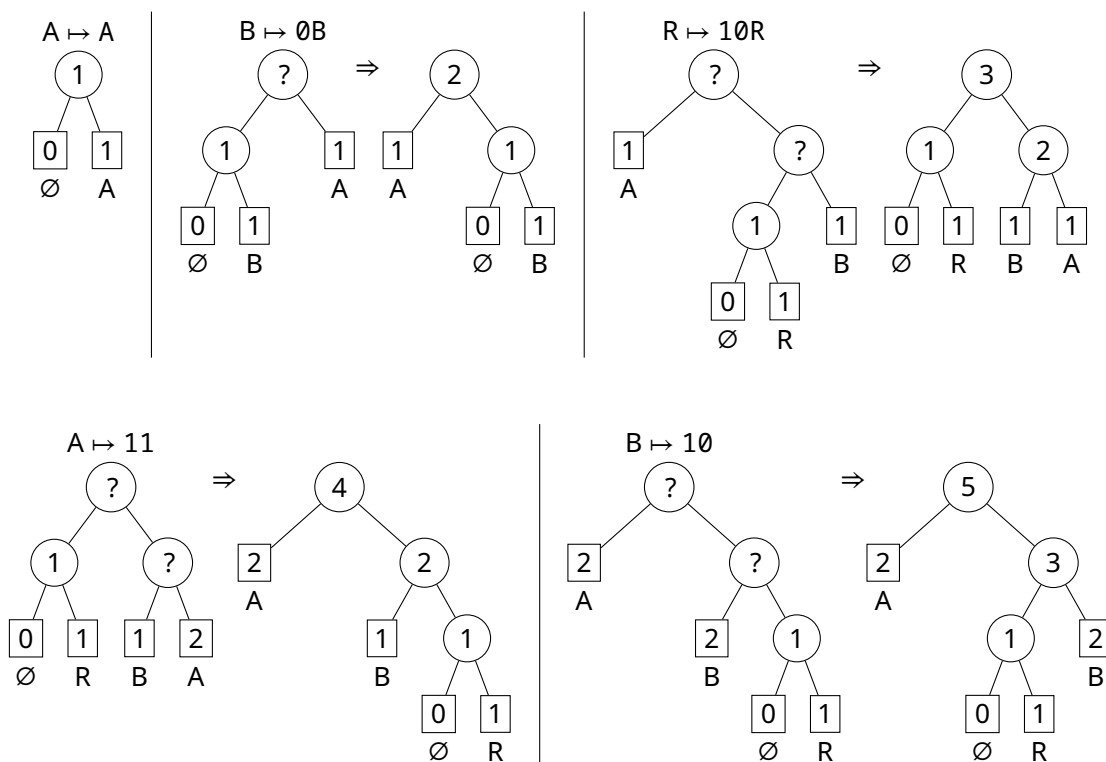 A ↦ A
1
0 1
∅ A
B ↦ 0B
? ⇒ 2
1 1 1 1
A A
0 1 0 1
∅ B ∅ B
R ↦ 10R
? ⇒ 3
1 ? 1 2
A
1 1 0 1 1 1
B ∅ R B A
0 1
∅ R
A ↦ 11
? ⇒ 4
1 ? 2 2
A
0 1 1 2 1 1
∅ R B A B
0 1
∅ R
B ↦ 10
? ⇒ 5
2 ? 2 3
A A
2 1 1 2
B B
0 1 0 1
∅ R ∅ R